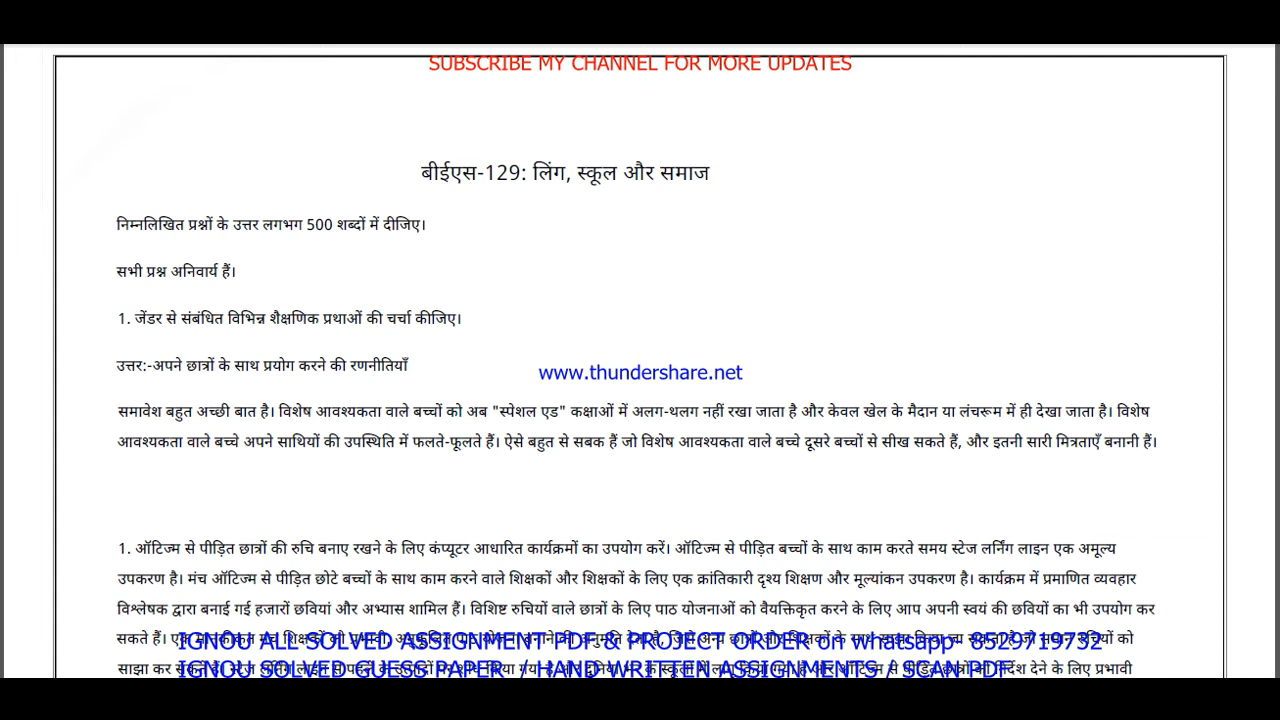 SUBSCRIBE MY CHANNEL FOR MORE UPDATES
बीईएस-129: लिंग, स्कूल और समाज
निम्नलिखित प्रश्नों के उत्तर लगभग 500 शब्दों में दीजिए।
सभी प्रश्न अनिवार्य हैं।
1. जेंडर से संबंधित विभिन्न शैक्षणिक प्रथाओं की चर्चा कीजिए।
उत्तर:-अपने छात्रों के साथ प्रयोग करने की रणनीतियाँ
www.thundershare.net
समावेश बहुत अच्छी बात है। विशेष आवश्यकता वाले बच्चों को अब "स्पेशल एड" कक्षाओं में अलग-थलग नहीं रखा जाता है और केवल खेल के मैदान या लंचरूम में ही देखा जाता है। विशेष
आवश्यकता वाले बच्चे अपने साथियों की उपस्थिति में फलते-फूलते हैं। ऐसे बहुत से सबक हैं जो विशेष आवश्यकता वाले बच्चे दूसरे बच्चों से सीख सकते हैं, और इतनी सारी मित्रताएँ बनानी हैं।
1. ऑटिज्म से पीड़ित छात्रों की रुचि बनाए रखने के लिए कंप्यूटर आधारित कार्यक्रमों का उपयोग करें। ऑटिज्म से पीड़ित बच्चों के साथ काम करते समय स्टेज लर्निंग लाइन एक अमूल्य
उपकरण है। मंच ऑटिज्म से पीड़ित छोटे बच्चों के साथ काम करने वाले शिक्षकों और शिक्षकों के लिए एक क्रांतिकारी दृश्य शिक्षण और मूल्यांकन उपकरण है। कार्यक्रम में प्रमाणित व्यवहार
विश्लेषक द्वारा बनाई गई हजारों छवियां और अभ्यास शामिल हैं। विशिष्ट रुचियों वाले छात्रों के लिए पाठ योजनाओं को वैयक्तिकृत करने के लिए आप अपनी स्वयं की छवियों का भी उपयोग कर
सकते हैं। रुचियों को
IGNOU ALL SOLVED ASSIGNMENT PDF & PROJECT ORDER on whatsapp- 8529719732
साझा कर निर्देश देने के लिए प्रभावी
IGNOU SOLVED GUESS PAPER / HAND WRITTEN ASSIGNMENTS / SCAN PDF